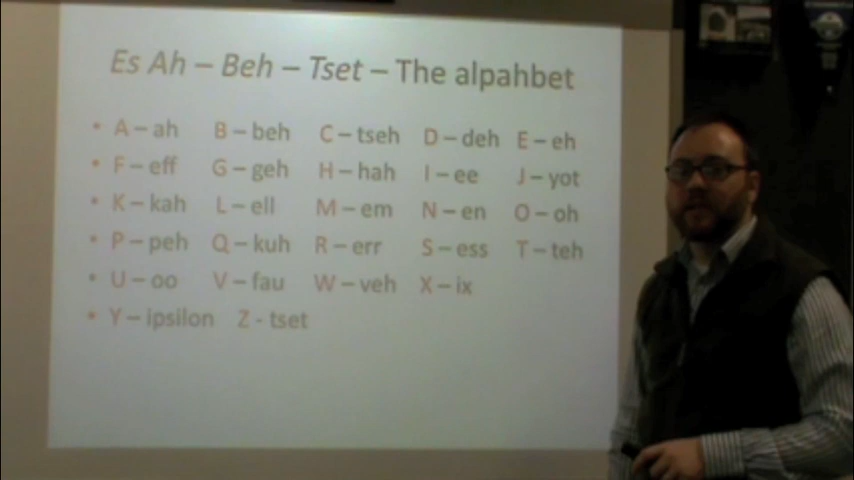 Es Ah – Beh – Tset – The alpahbet
• A – ah B – beh C – tseh D – deh E – eh
• F – eff G – geh H – hah I – ee J – yot
• K – kah L – ell M – em N – en O – oh
• P – peh Q – kuh R – err S – ess T – teh
• U – oo V – fau W – veh X – ix
• Y – ipsilon Z - tset